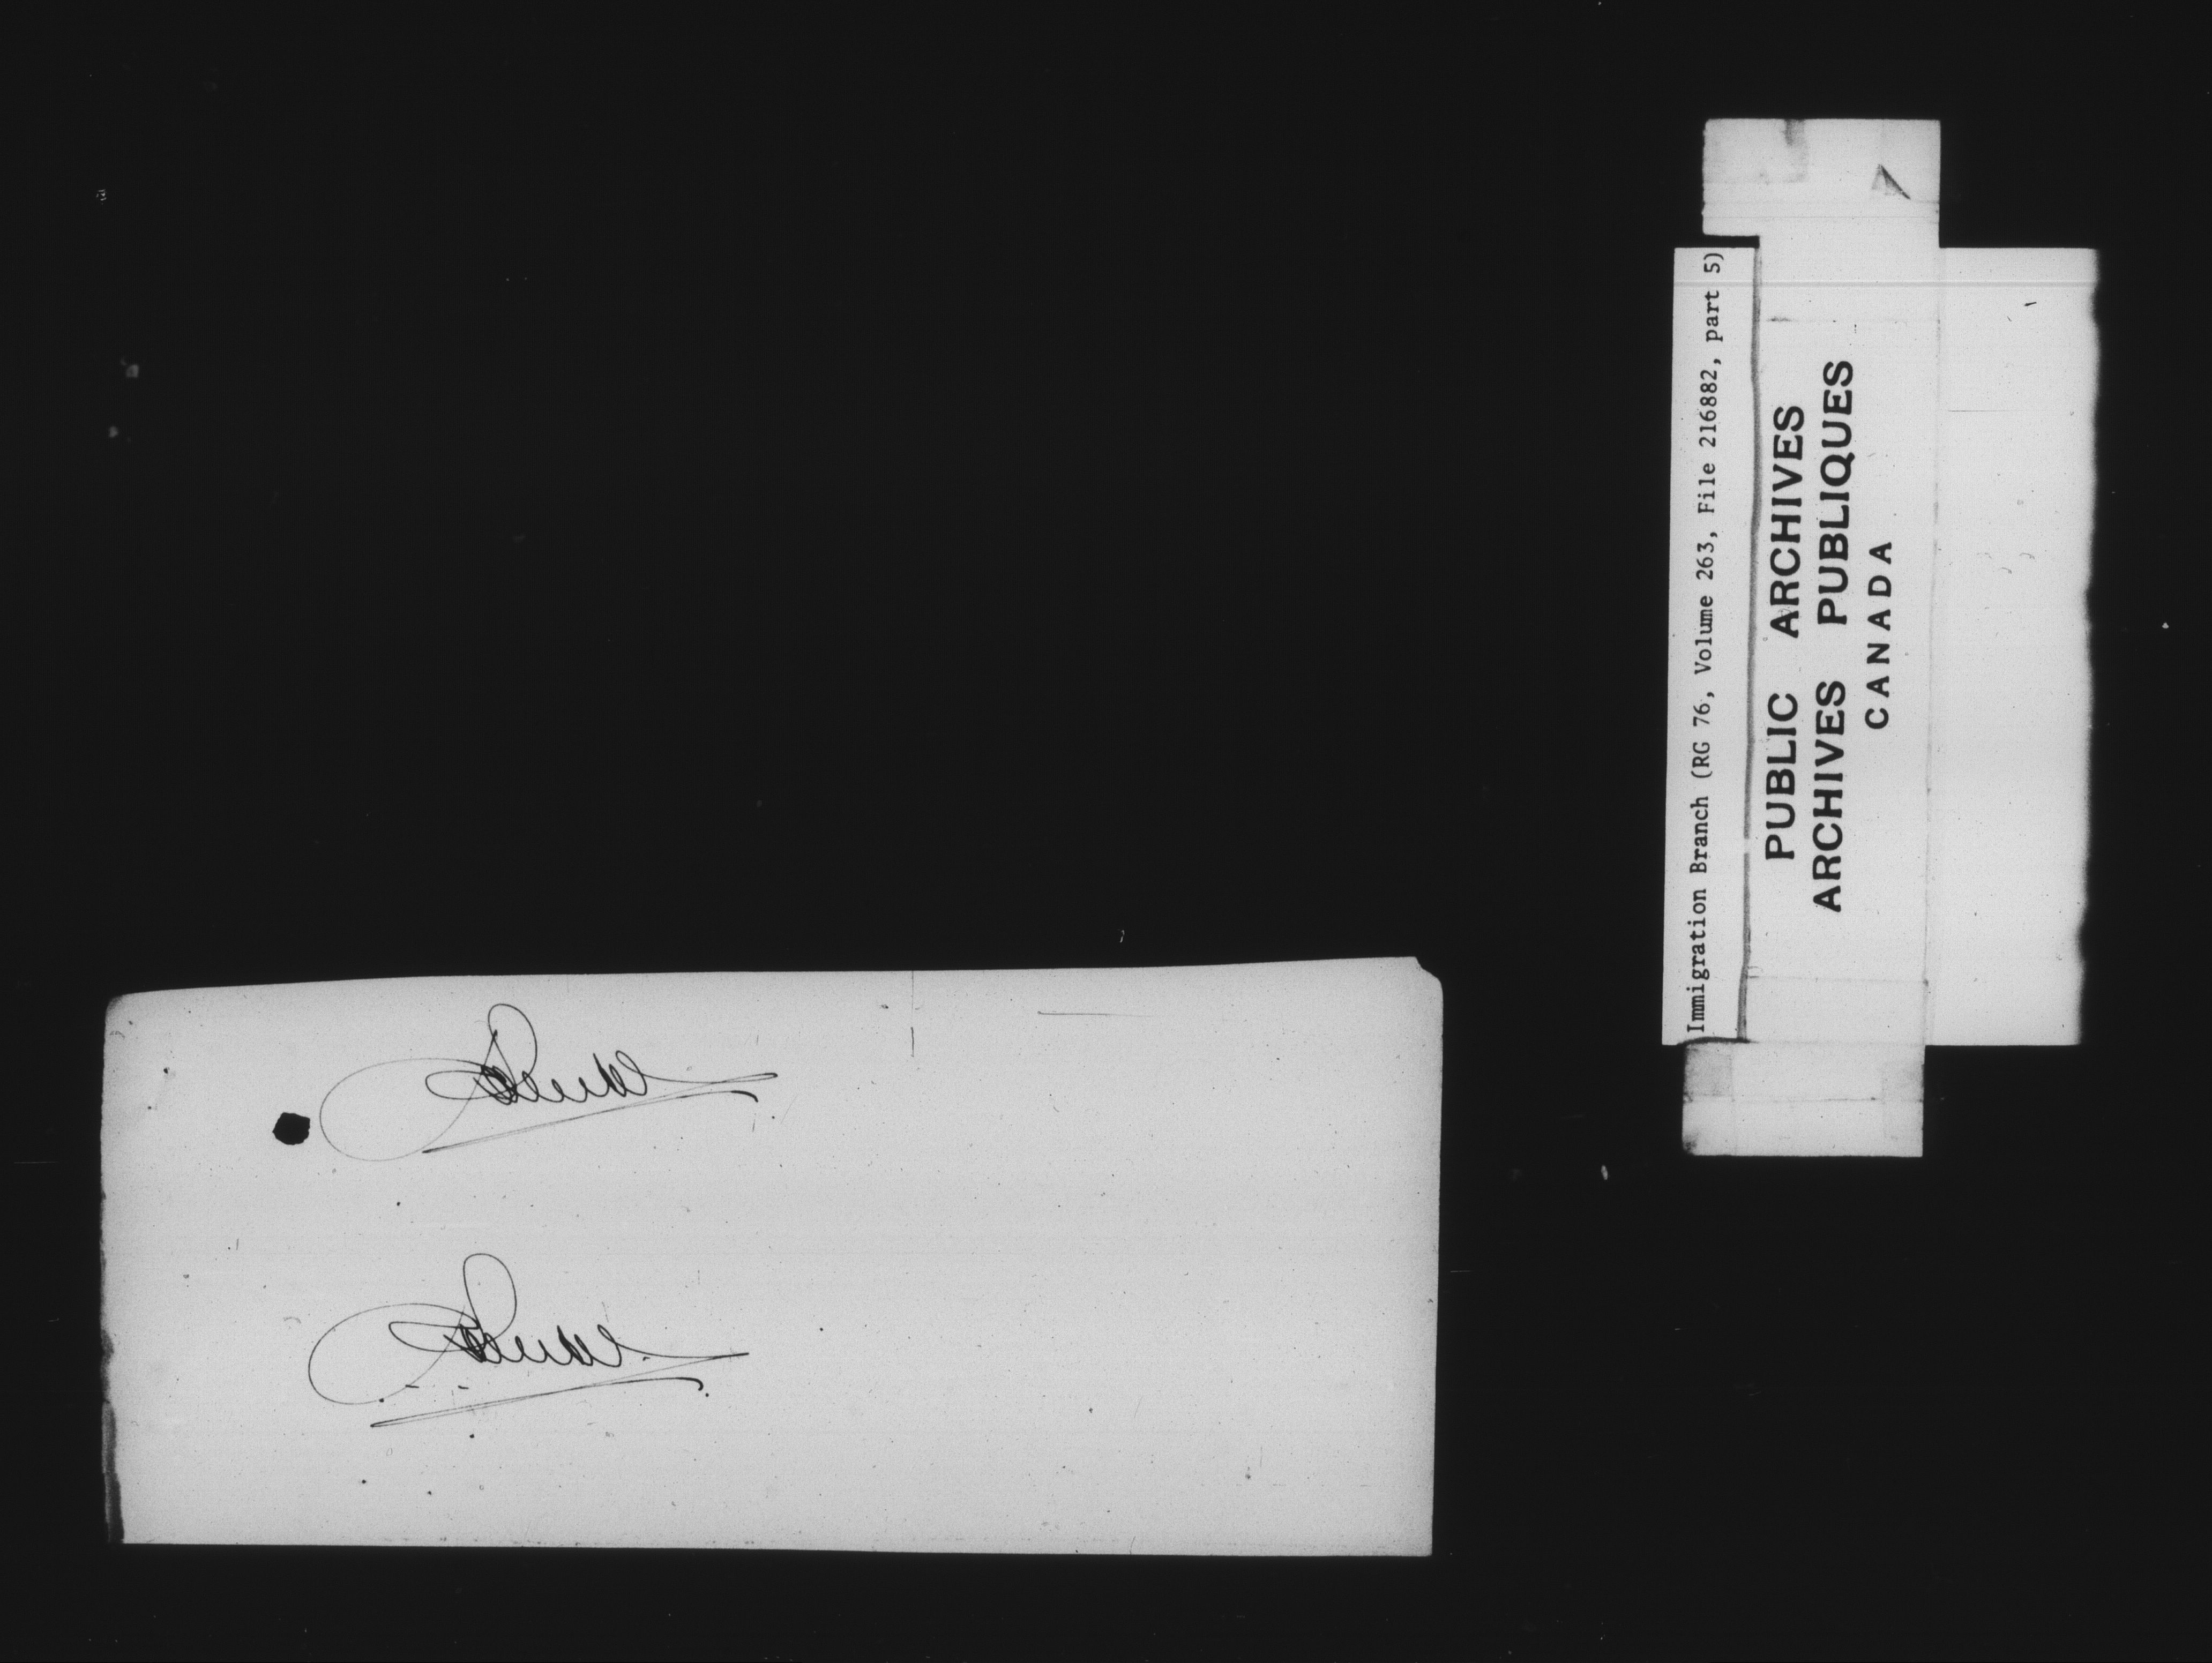 Immigration Branch (RG 76, Volume 263, File 216882, part 5)
PUBLIC ARCHIVES
ARCHIVES PUBLIQUES
CANADA